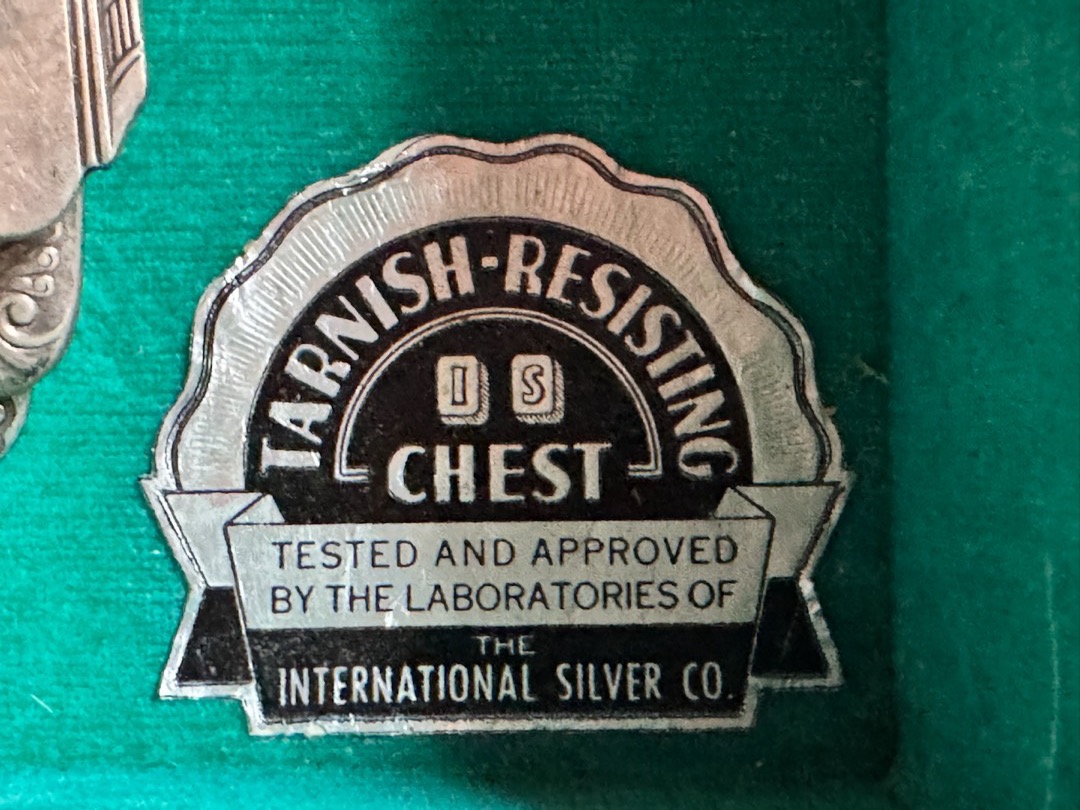 TARNISH-RESISTING
IS
CHEST
TESTED AND APPROVED
BY THE LABORATORIES OF
THE
INTERNATIONAL SILVER CO.